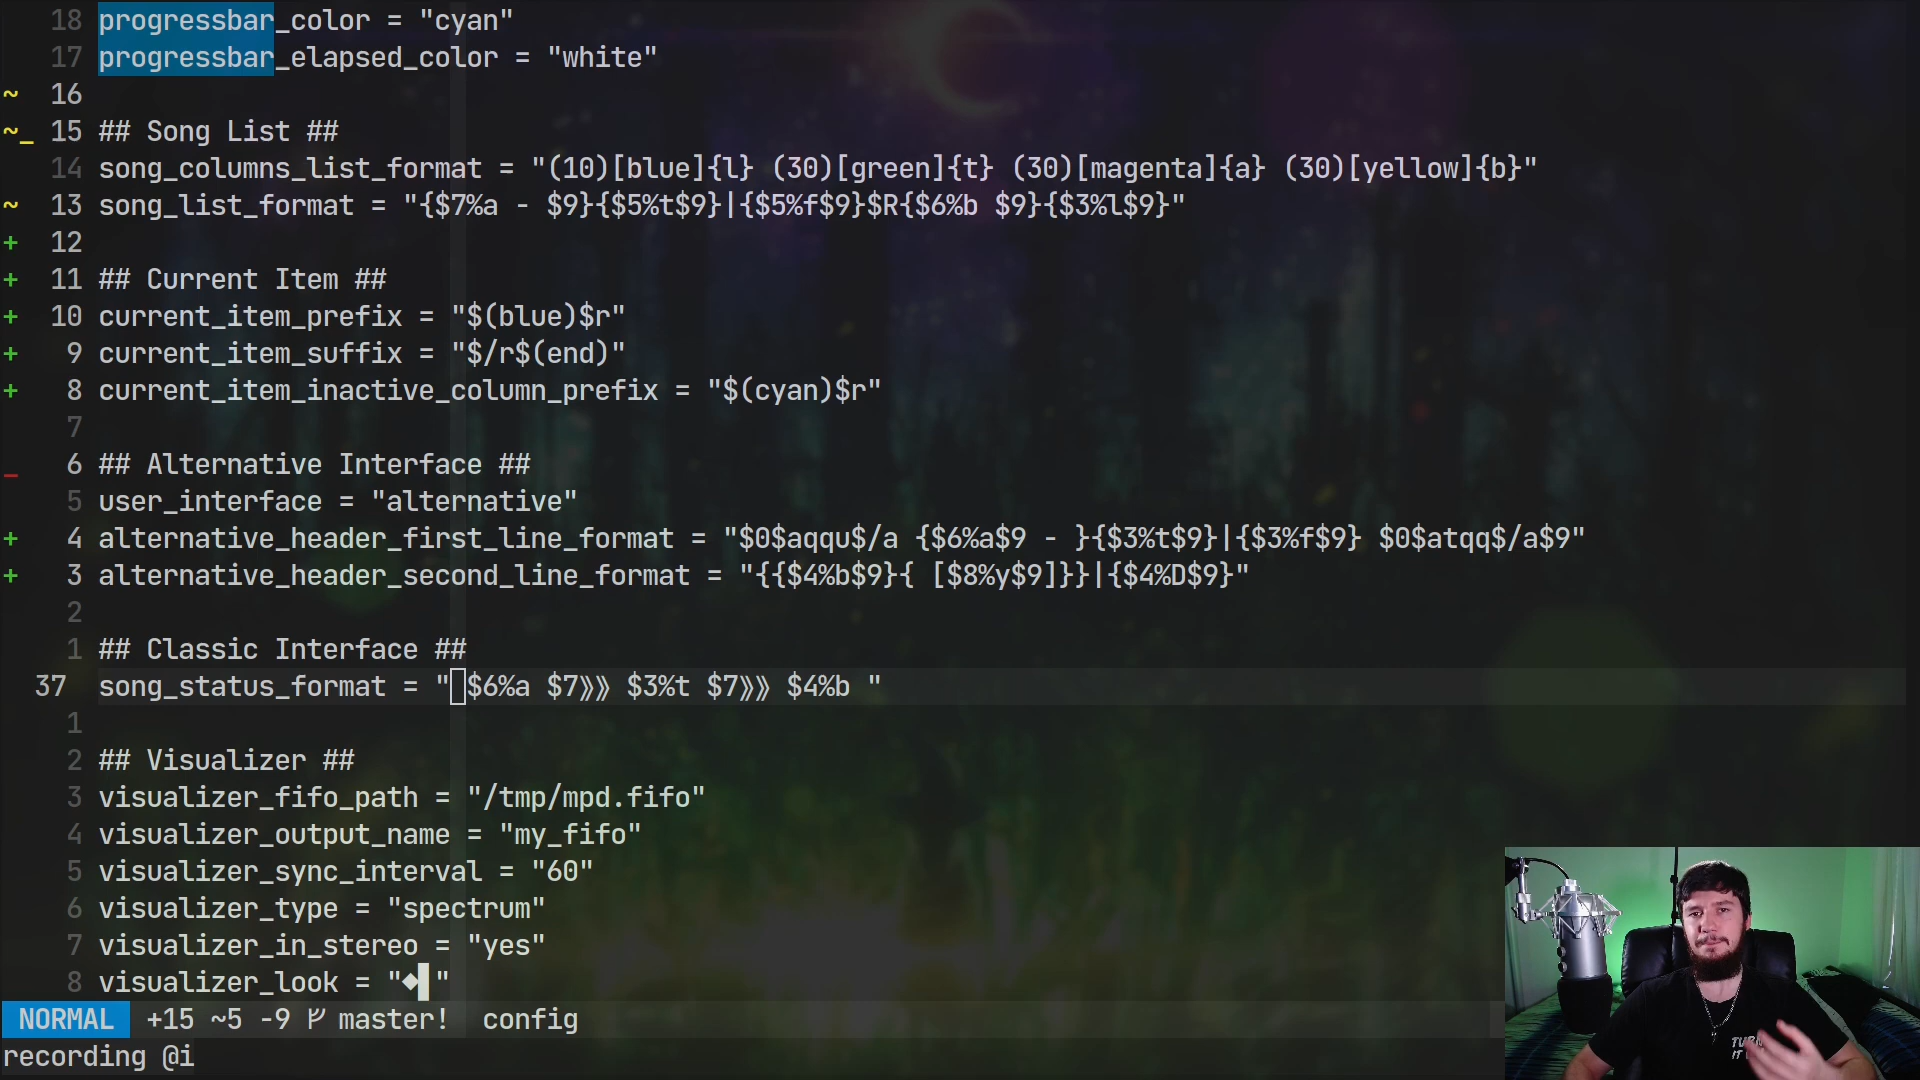 18 progressbar_color = "cyan"
17 progressbar_elapsed_color = "white"
~ 16
~_ 15 ## Song List ##
14 song_columns_list_format = "(10)[blue]{l} (30)[green]{t} (30)[magenta]{a} (30)[yellow]{b}"
~ 13 song_list_format = "{$7%a - $9}{$5%t$9}|{$5%f$9}$R{$6%b $9}{$3%l$9}"
+ 12
+ 11 ## Current Item ##
+ 10 current_item_prefix = "$(blue)$r"
+ 9 current_item_suffix = "$/r$(end)"
+ 8 current_item_inactive_column_prefix = "$(cyan)$r"
7
_ 6 ## Alternative Interface ##
5 user_interface = "alternative"
+ 4 alternative_header_first_line_format = "$0$aqqu$/a {$6%a$9 - }{$3%t$9}|{$3%f$9} $0$atqq$/a$9"
+ 3 alternative_header_second_line_format = "{{$4%b$9}{ [$8%y$9]}}|{$4%D$9}"
2
1 ## Classic Interface ##
37 song_status_format = " $6%a $7⟫⟫ $3%t $7⟫⟫ $4%b "
1
2 ## Visualizer ##
3 visualizer_fifo_path = "/tmp/mpd.fifo"
4 visualizer_output_name = "my_fifo"
5 visualizer_sync_interval = "60"
6 visualizer_type = "spectrum"
7 visualizer_in_stereo = "yes"
8 visualizer_look = "◆▋"
NORMAL +15 ~5 -9 ᚠ master! config
recording @i